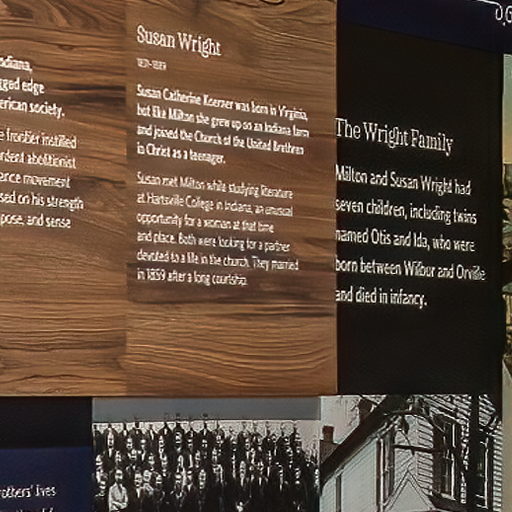 ndiana,
gged edge
erican society.
e frontier instilled
rdent abolitionist
ance movement
sed on his strength
pose, and sense
Susan Wright
Susan Catherine Koerner was born in Virginia,
but like Milton she grew up on an Indiana farm
and joined the Church of the United Brethren
in Christ as a teenager.
Susan met Milton while studying literature
at Hartsville College in Indiana, an unusual
opportunity for a woman at that time
and place. Both were looking for a partner
devoted to a life in the church. They married
in 1859 after a long courtship.
The Wright Family
Milton and Susan Wright had
seven children, including twins
named Otis and Ida, who were
born between Wilbur and Orville
and died in infancy.
others' lives